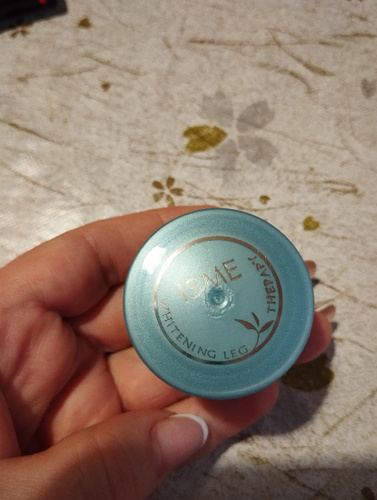 ISME
WHITENING LEG THERAPY